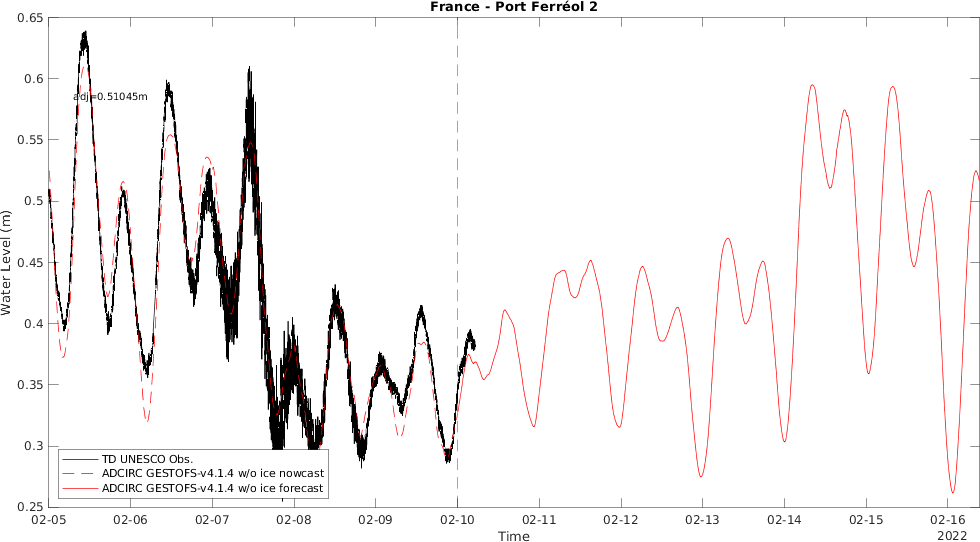 France - Port Ferréol 2
0.65
0.6
0.55
0.5
0.45
0.4
0.35
0.3
0.25
Water Level (m)
adj=0.51045m
TD UNESCO Obs.
ADCIRC GESTOFS-v4.1.4 w/o ice nowcast
ADCIRC GESTOFS-v4.1.4 w/o ice forecast
02-05 02-06 02-07 02-08 02-09 02-10 02-11 02-12 02-13 02-14 02-15 02-16
2022
Time